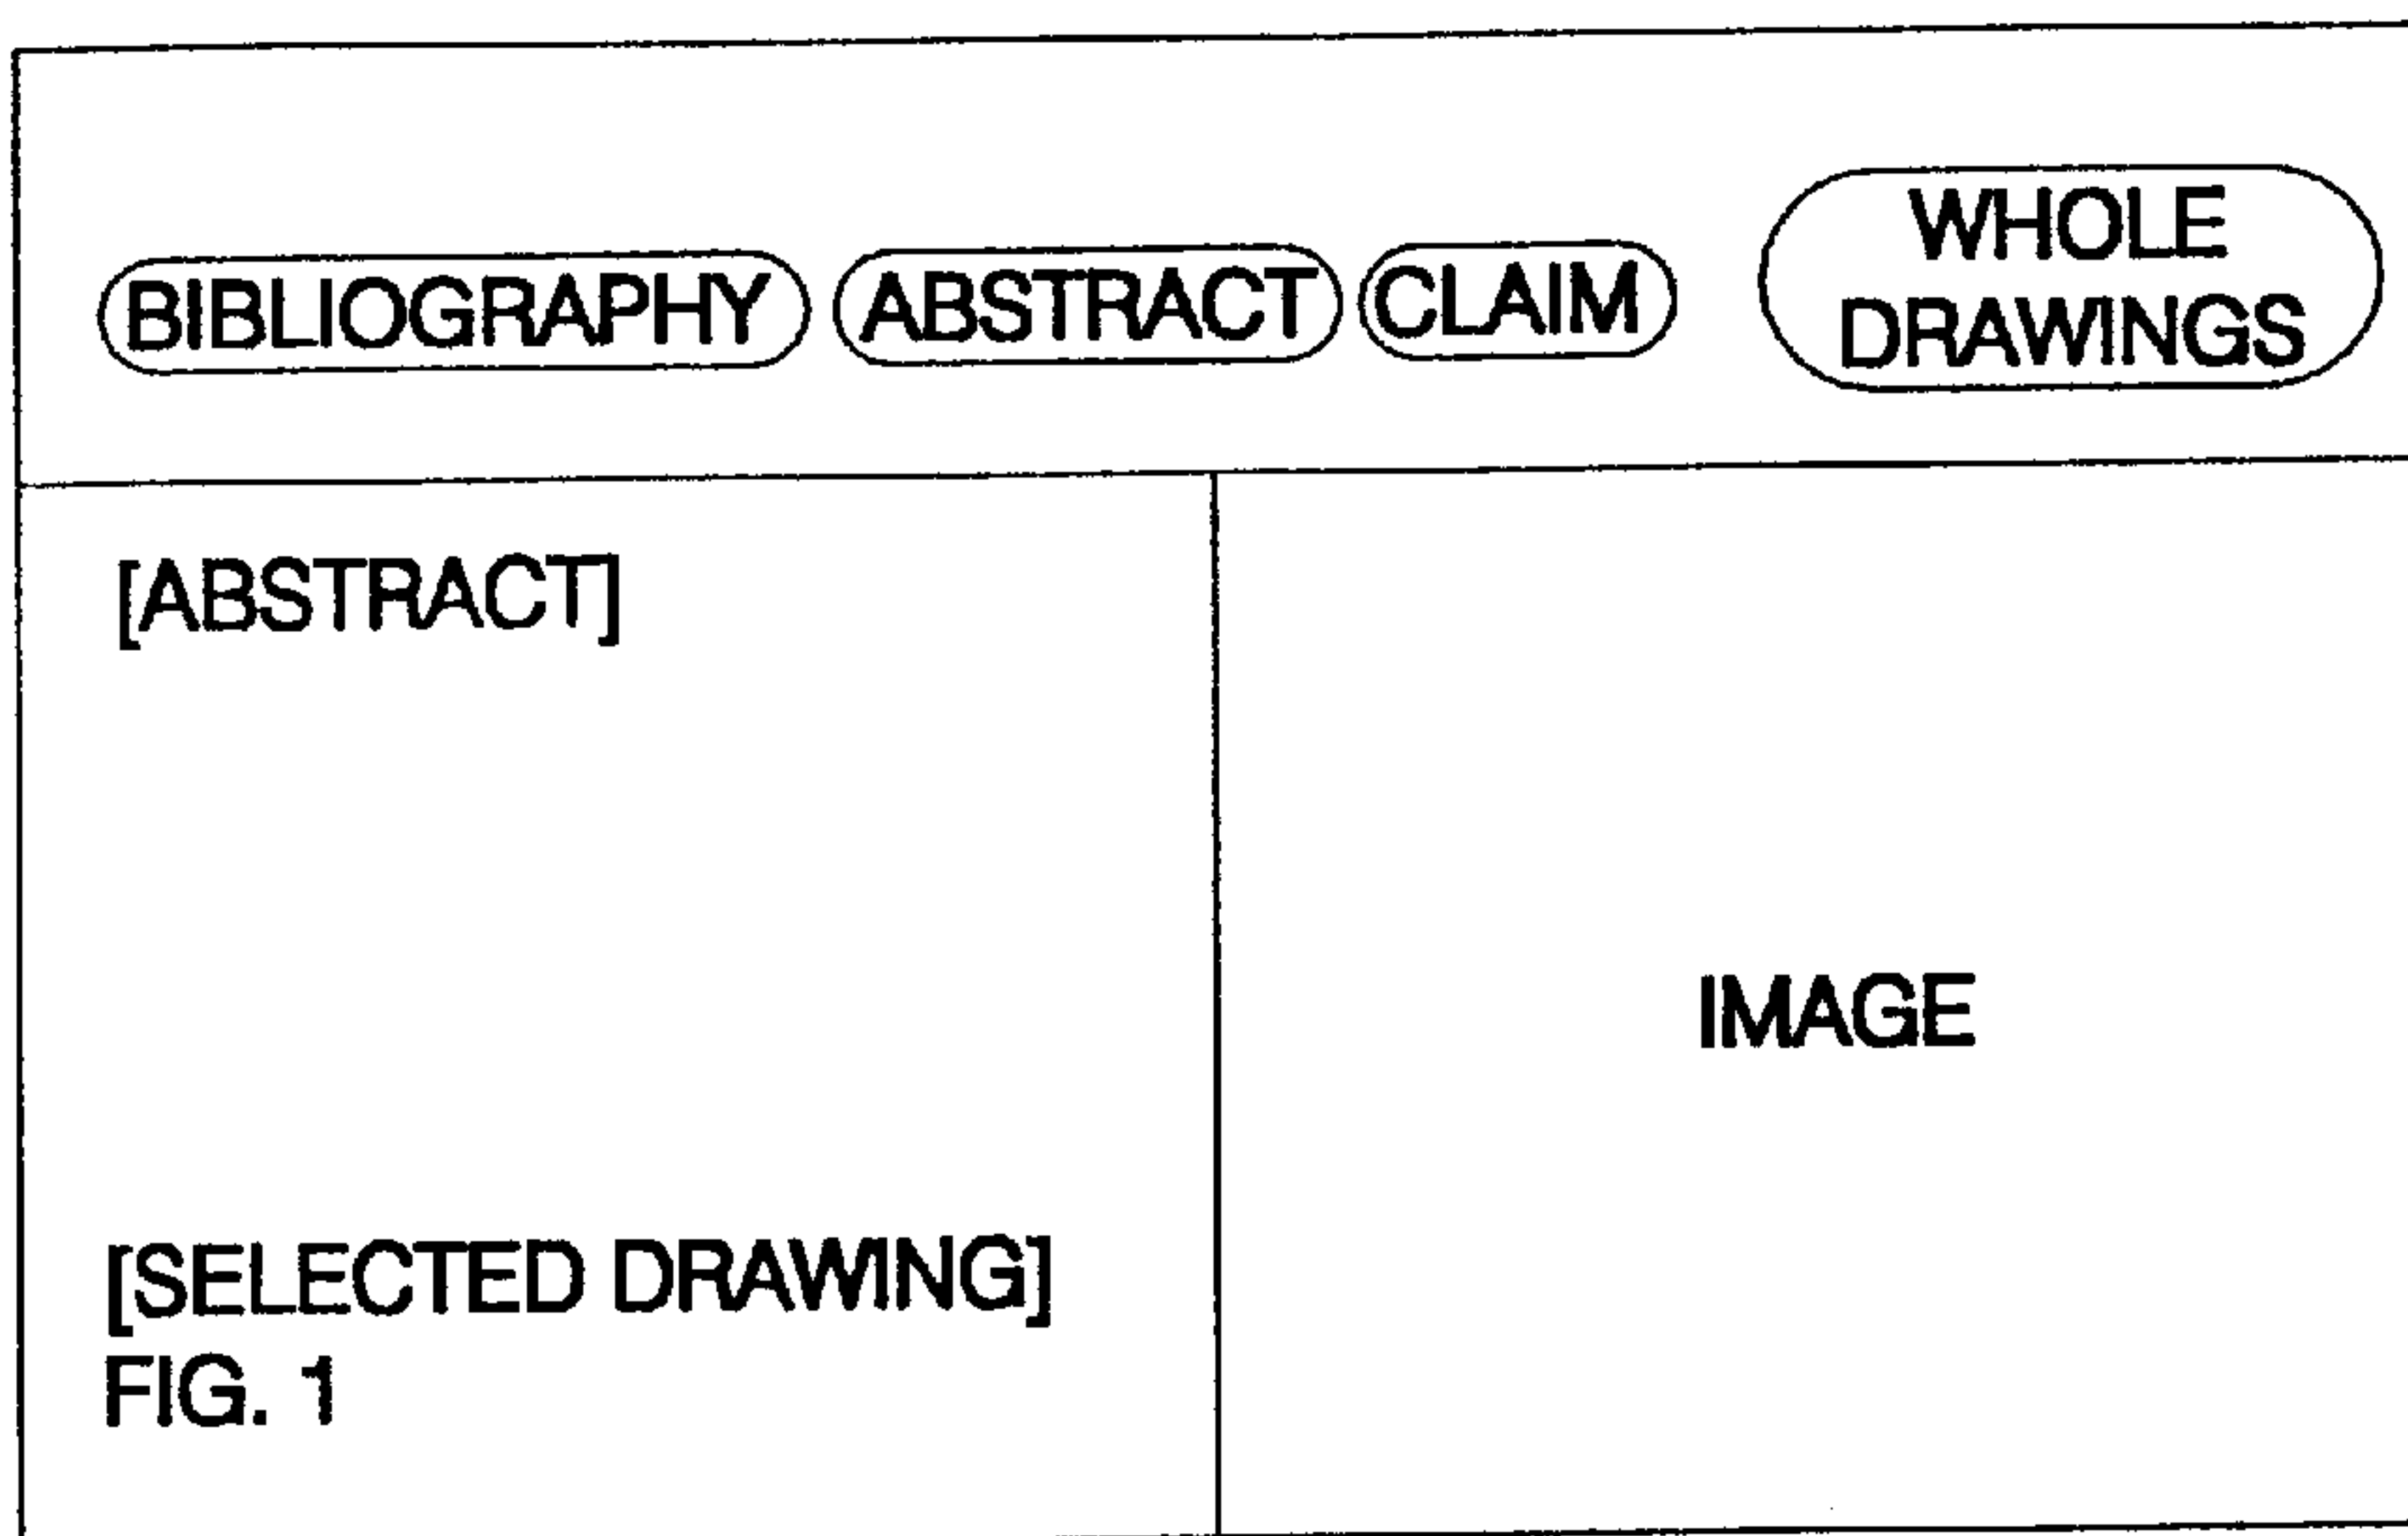 BIBLIOGRAPHY ABSTRACT CLAIM WHOLE DRAWINGS
[ABSTRACT]
IMAGE
[SELECTED DRAWING]
FIG. 1